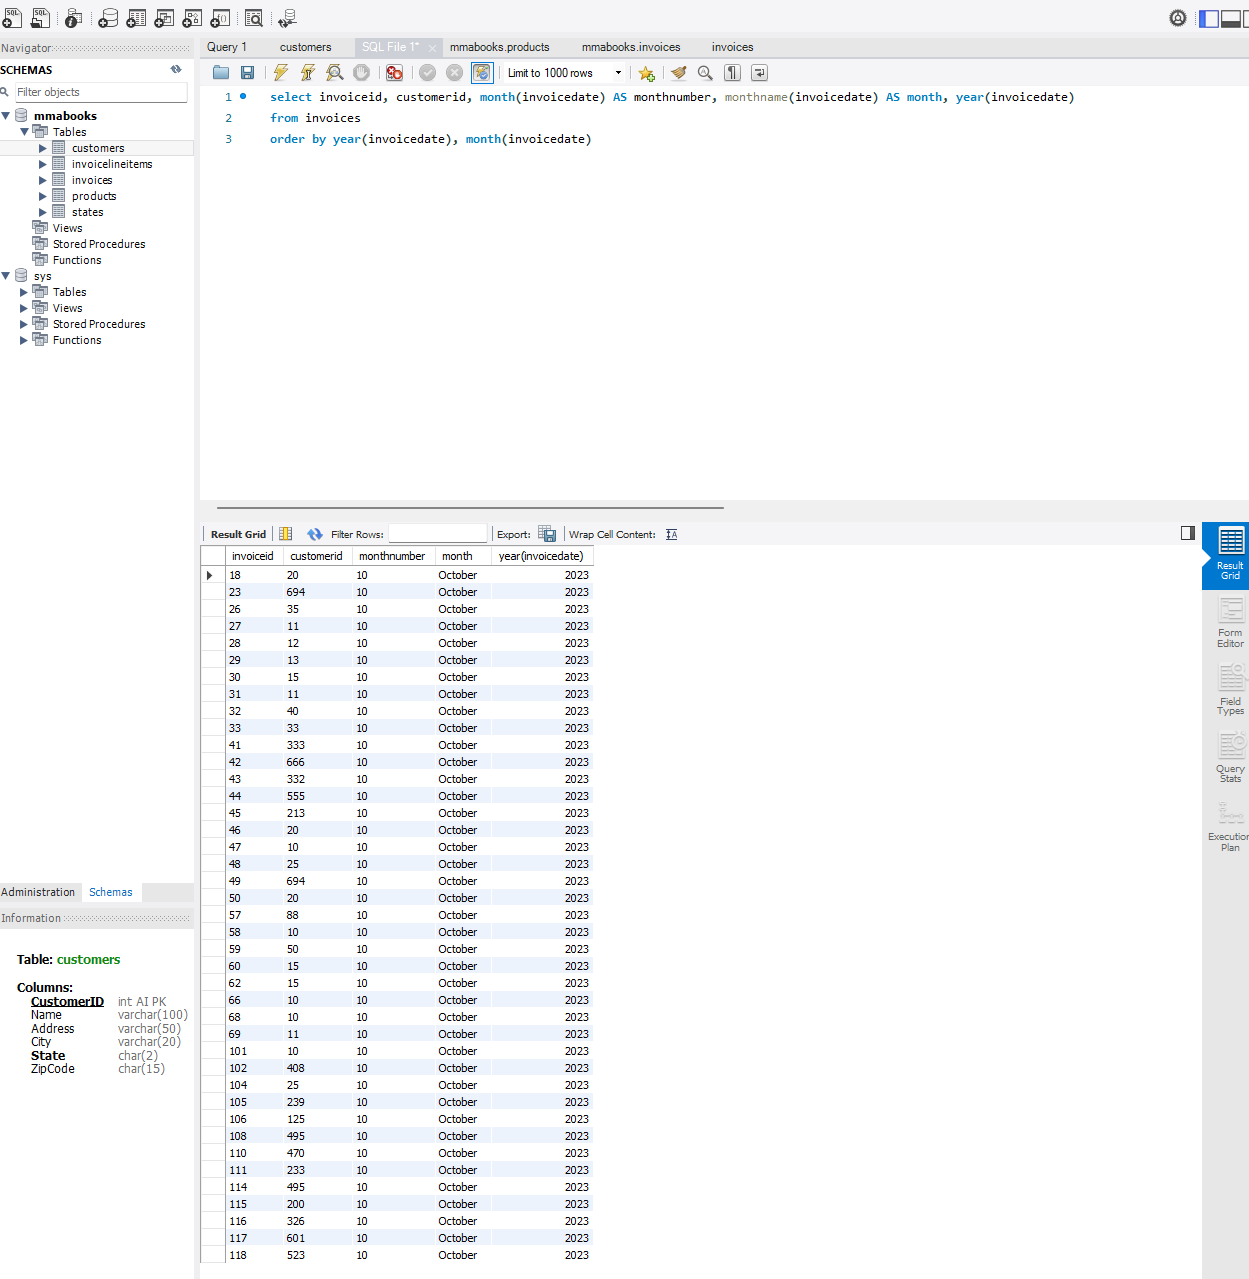 Navigator
SCHEMAS
Filter objects
mmabooks
Tables
customers
invoicelineitems
invoices
products
states
Views
Stored Procedures
Functions
sys
Tables
Views
Stored Procedures
Functions
Administration Schemas
Information
Table: customers
Columns:
CustomerID int AI PK
Name varchar(100)
Address varchar(50)
City varchar(20)
State char(2)
ZipCode char(15)
Query 1 customers SQL File 1* mmabooks.products mmabooks.invoices invoices
Limit to 1000 rows
1 select invoiceid, customerid, month(invoicedate) AS monthnumber, monthname(invoicedate) AS month, year(invoicedate)
2 from invoices
3 order by year(invoicedate), month(invoicedate)
Result Grid Filter Rows: Export: Wrap Cell Content:
invoiceid customerid monthnumber month year(invoicedate)
18 20 10 October 2023
23 694 10 October 2023
26 35 10 October 2023
27 11 10 October 2023
28 12 10 October 2023
29 13 10 October 2023
30 15 10 October 2023
31 11 10 October 2023
32 40 10 October 2023
33 33 10 October 2023
41 333 10 October 2023
42 666 10 October 2023
43 332 10 October 2023
44 555 10 October 2023
45 213 10 October 2023
46 20 10 October 2023
47 10 10 October 2023
48 25 10 October 2023
49 694 10 October 2023
50 20 10 October 2023
57 88 10 October 2023
58 10 10 October 2023
59 50 10 October 2023
60 15 10 October 2023
62 15 10 October 2023
66 10 10 October 2023
68 10 10 October 2023
69 11 10 October 2023
101 10 10 October 2023
102 408 10 October 2023
104 25 10 October 2023
105 239 10 October 2023
106 125 10 October 2023
108 495 10 October 2023
110 470 10 October 2023
111 233 10 October 2023
114 495 10 October 2023
115 200 10 October 2023
116 326 10 October 2023
117 601 10 October 2023
118 523 10 October 2023
Result
Grid
Form
Editor
Field
Types
Query
Stats
Execution
Plan